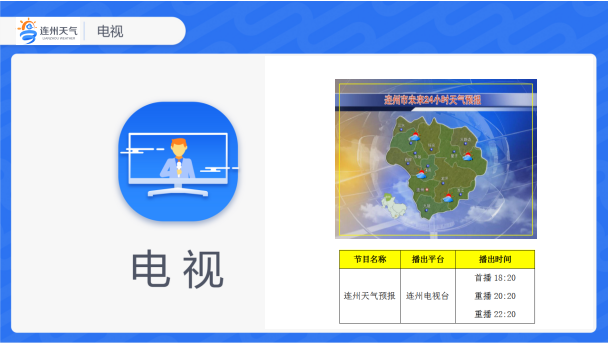 连州天气
LIANZHOU WEATHER
电视
连州市未来24小时天气预报
电视
节目名称 播出平台 播出时间
连州天气预报 连州电视台 首播 18:20
重播 20:20
重播 22:20